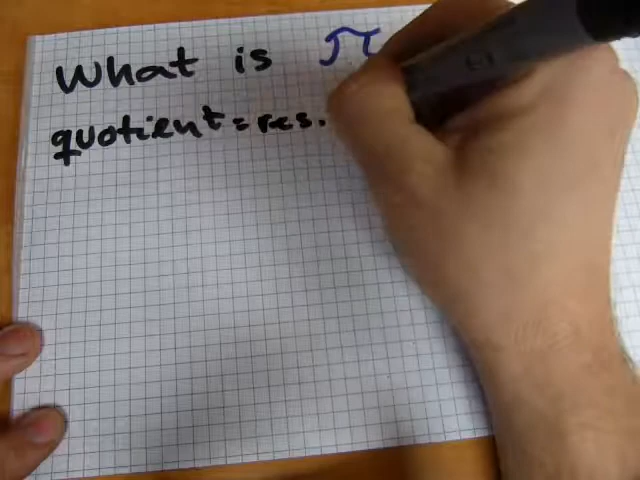 What is π
quotient = res.